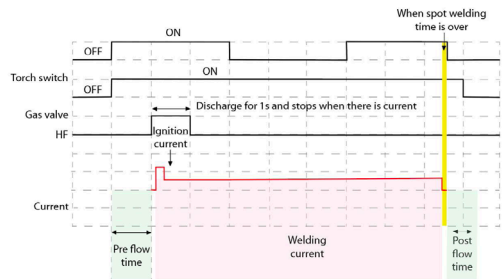 When spot welding
time is over
ON
OFF
Torch switch
ON
OFF
Gas valve
Discharge for 1s and stops when there is current
HF
Ignition
current
Current
Pre flow
time
Welding
current
Post
flow
time